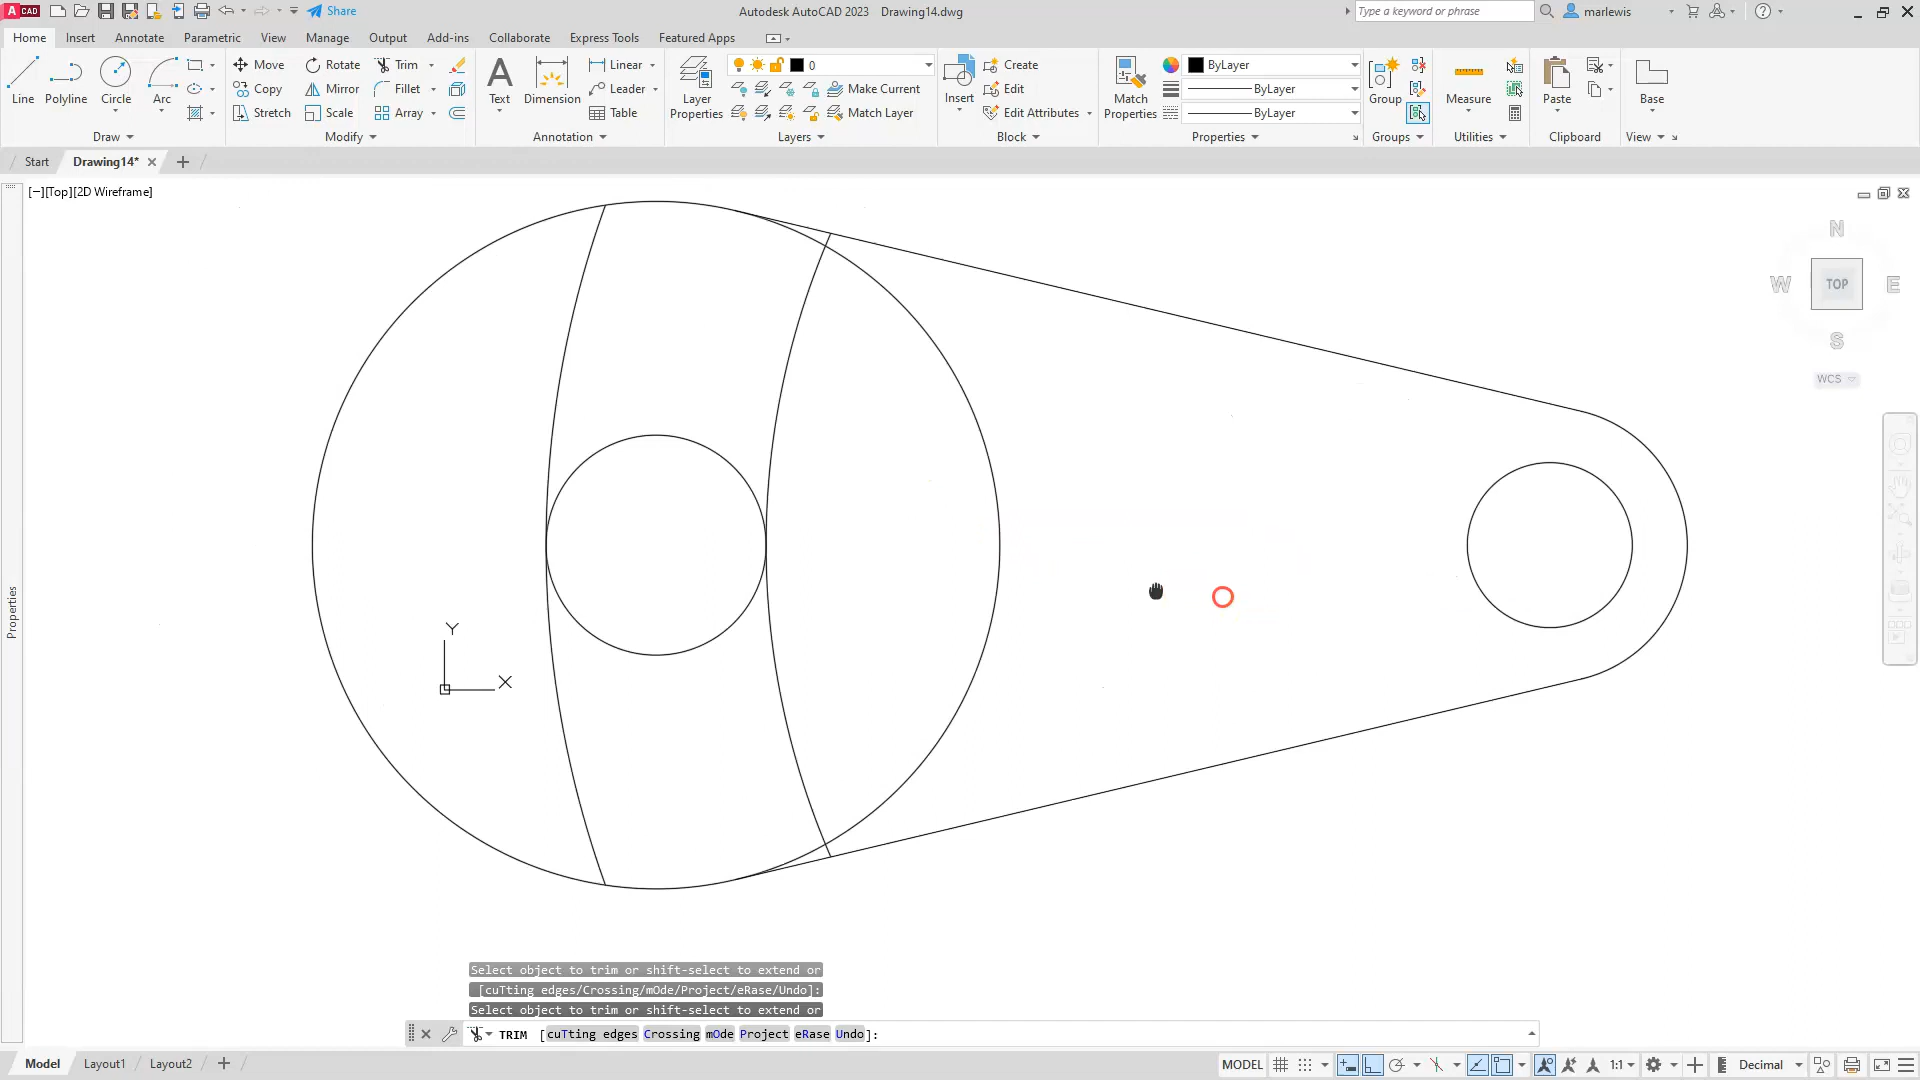 A CAD Share Autodesk AutoCAD 2023 Drawing14.dwg Type a keyword or phrase marlewis
Home Insert Annotate Parametric View Manage Output Add-ins Collaborate Express Tools Featured Apps
Line Polyline Circle Arc
Draw
Move Rotate Trim
Copy Mirror Fillet
Stretch Scale Array
Modify
Text Dimension
Linear
Leader
Table
Annotation
Layer Properties
0
Make Current
Match Layer
Layers
Insert
Create
Edit
Edit Attributes
Block
Match Properties
ByLayer
ByLayer
ByLayer
Properties
Group
Groups
Measure
Utilities
Paste
Clipboard
Base
View
Start Drawing14*
[−][Top][2D Wireframe]
N
W TOP E
S
WCS
Properties
Y
X
Select object to trim or shift-select to extend or
[cuTting edges/Crossing/mOde/Project/eRase/Undo]:
Select object to trim or shift-select to extend or
TRIM [cuTting edges Crossing mOde Project eRase Undo]:
Model Layout1 Layout2 MODEL 1:1 Decimal